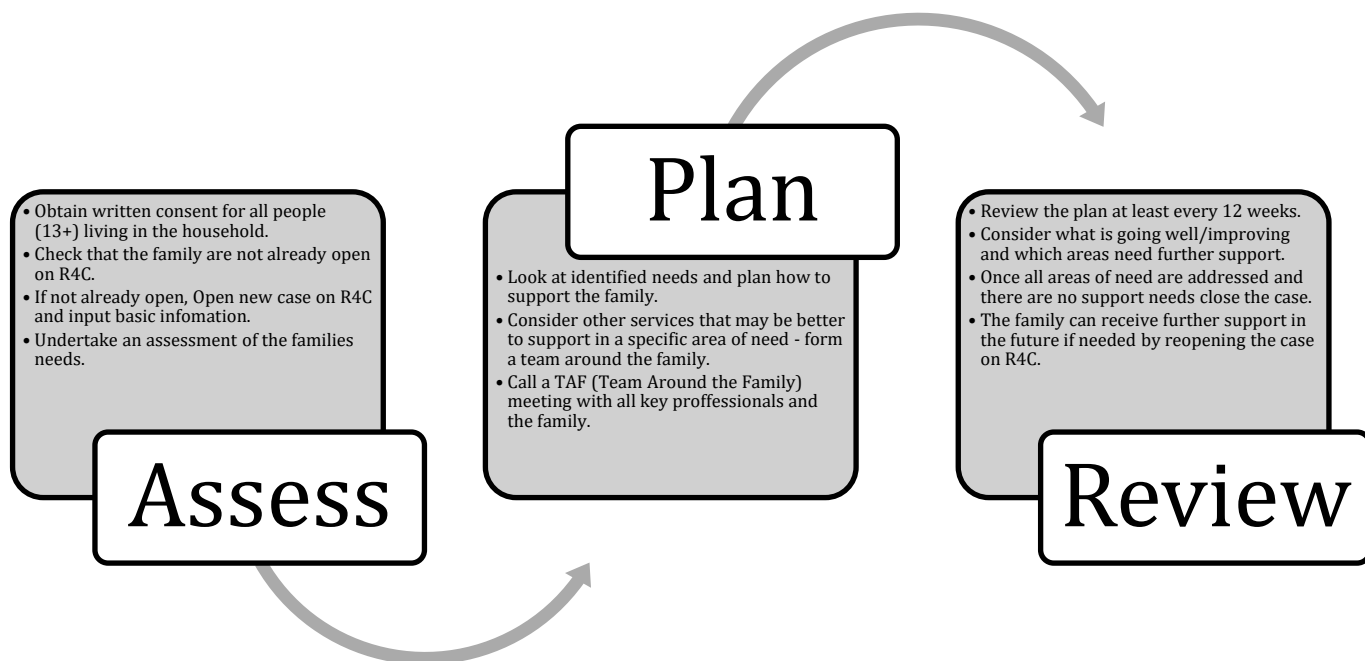 • Obtain written consent for all people
(13+) living in the household.
• Check that the family are not already open
on R4C.
• If not already open, Open new case on R4C
and input basic infomation.
• Undertake an assessment of the families
needs.
Assess
Plan
• Look at identified needs and plan how to
support the family.
• Consider other services that may be better
to support in a specific area of need - form
a team around the family.
• Call a TAF (Team Around the Family)
meeting with all key proffessionals and
the family.
• Review the plan at least every 12 weeks.
• Consider what is going well/improving
and which areas need further support.
• Once all areas of need are addressed and
there are no support needs close the case.
• The family can receive further support in
the future if needed by reopening the case
on R4C.
Review